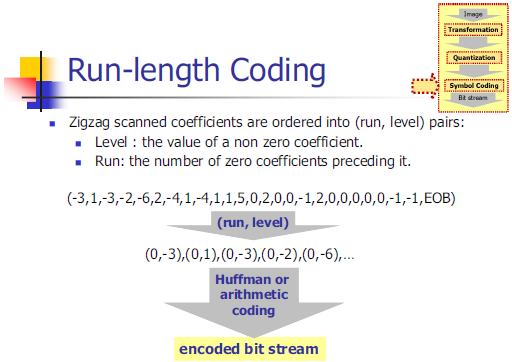 Image
Transformation
Quantization
Symbol Coding
Bit stream
Run-length Coding
Zigzag scanned coefficients are ordered into (run, level) pairs:
Level : the value of a non zero coefficient.
Run: the number of zero coefficients preceding it.
(-3,1,-3,-2,-6,2,-4,1,-4,1,1,5,0,2,0,0,-1,2,0,0,0,0,0,-1,-1,EOB)
(run, level)
(0,-3),(0,1),(0,-3),(0,-2),(0,-6),...
Huffman or
arithmetic
coding
encoded bit stream